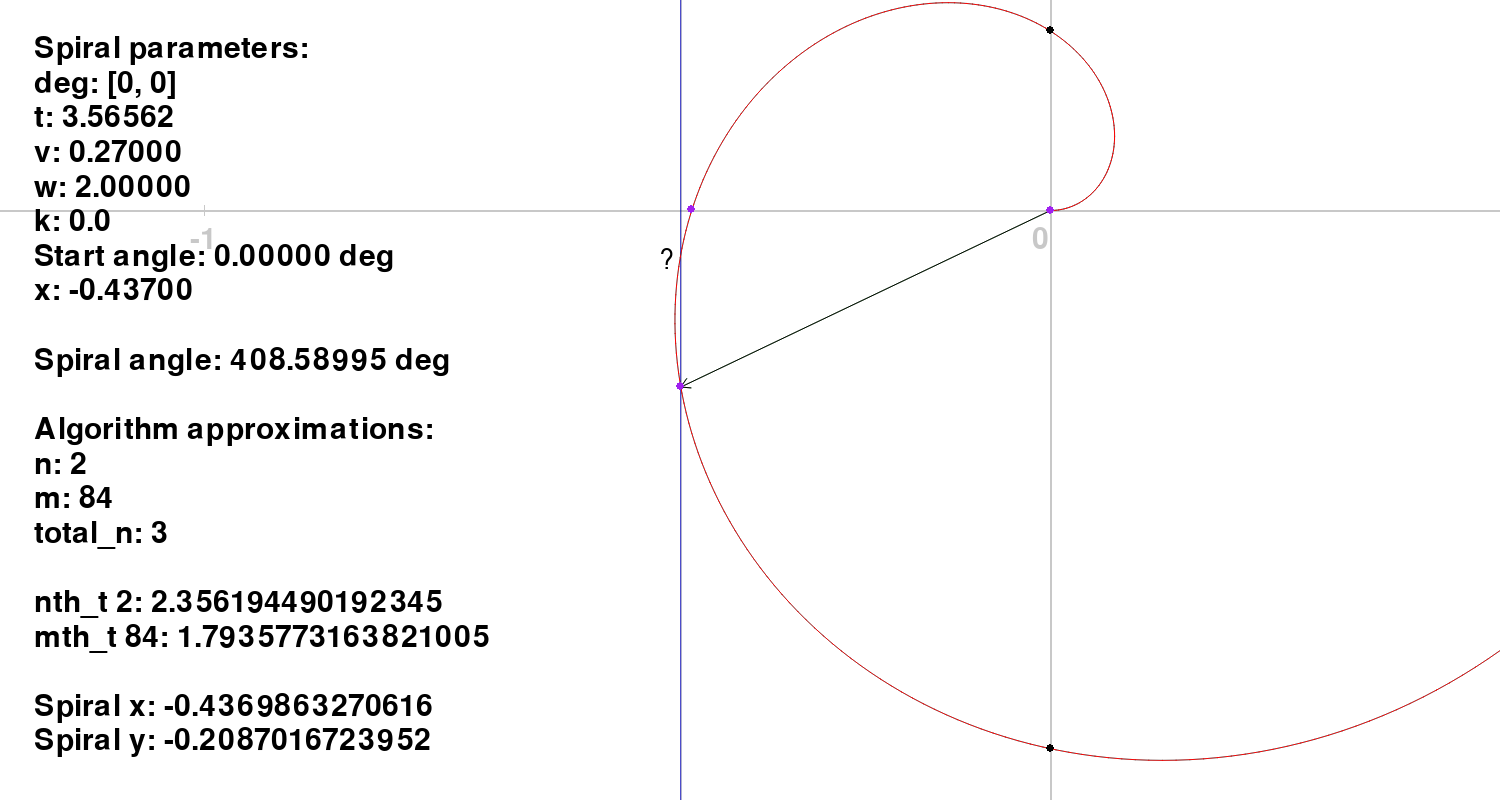 Spiral parameters:
deg: [0, 0]
t: 3.56562
v: 0.27000
w: 2.00000
k: 0.0
-1
0
Start angle: 0.00000 deg
?
x: -0.43700
Spiral angle: 408.58995 deg
Algorithm approximations:
n: 2
m: 84
total_n: 3
nth_t 2: 2.356194490192345
mth_t 84: 1.7935773163821005
Spiral x: -0.4369863270616
Spiral y: -0.2087016723952